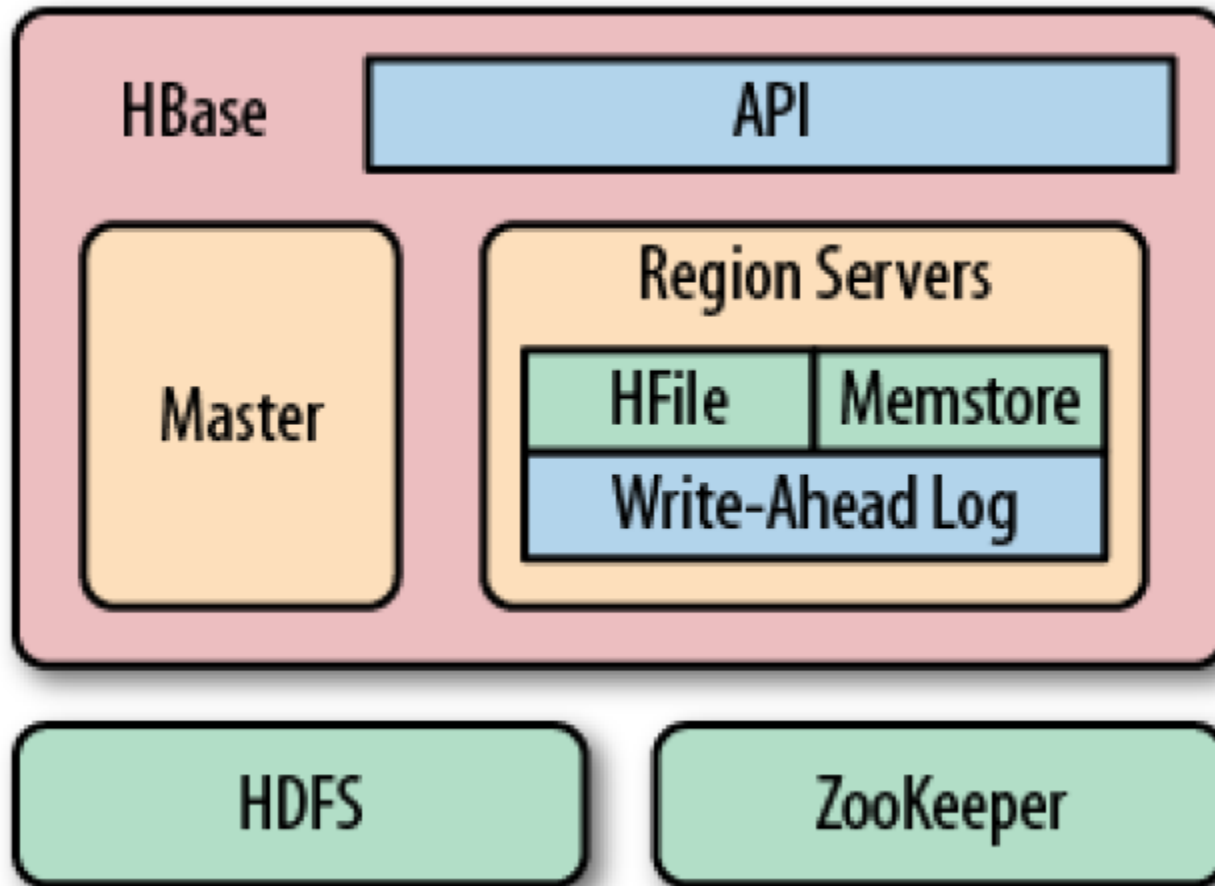 HBase
API
Master
Region Servers
HFile
Memstore
Write-Ahead Log
HDFS
ZooKeeper